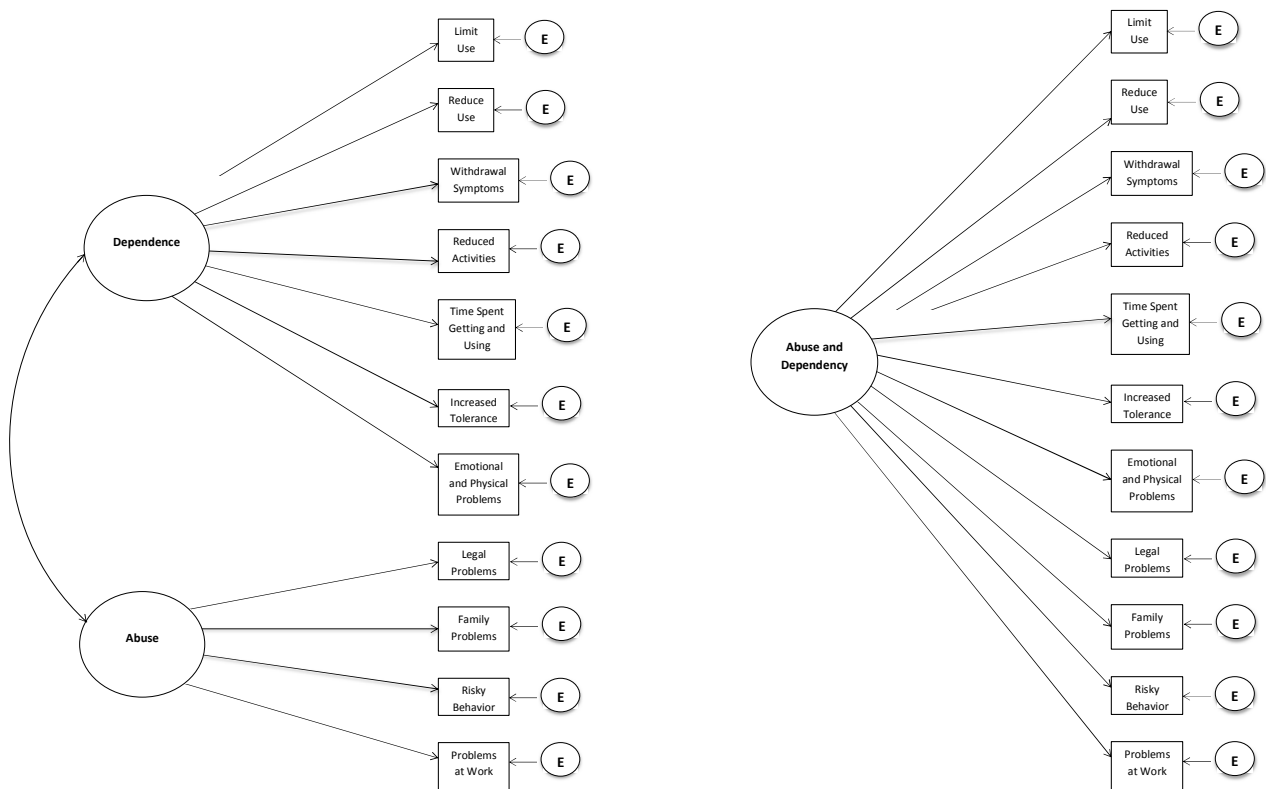 Limit
Use
E
Reduce
Use
E
Withdrawal
Symptoms
E
Dependence
Reduced
Activities
E
Time Spent
Getting and
Using
E
Increased
Tolerance
E
Emotional
and Physical
Problems
E
Legal
Problems
E
Abuse
Family
Problems
E
Risky
Behavior
E
Problems
at Work
E
Limit
Use
E
Reduce
Use
E
Withdrawal
Symptoms
E
Reduced
Activities
E
Time Spent
Getting and
Using
E
Abuse and
Dependency
Increased
Tolerance
E
Emotional
and Physical
Problems
E
Legal
Problems
E
Family
Problems
E
Risky
Behavior
E
Problems
at Work
E